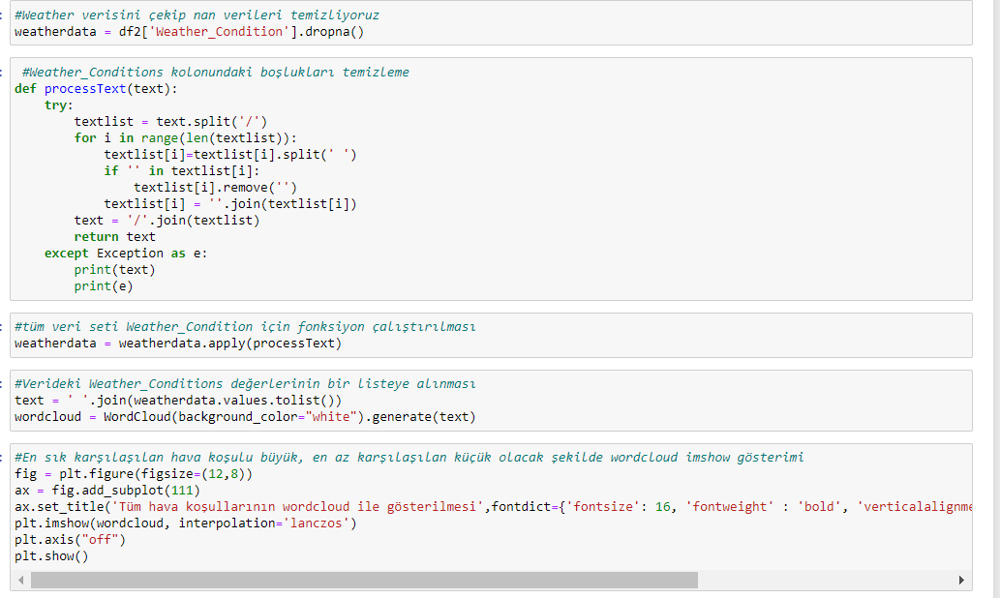 #Weather verisini çekip nan verileri temizliyoruz
weatherdata = df2['Weather_Condition'].dropna()
#Weather_Conditions kolonundaki boşlukları temizleme
def processText(text):
    try:
        textlist = text.split('/')
        for i in range(len(textlist)):
            textlist[i]=textlist[i].split(' ')
            if '' in textlist[i]:
                textlist[i].remove('')
            textlist[i] = ''.join(textlist[i])
        text = '/'.join(textlist)
        return text
    except Exception as e:
        print(text)
        print(e)
#tüm veri seti Weather_Condition için fonksiyon çalıştırılması
weatherdata = weatherdata.apply(processText)
#Verideki Weather_Conditions değerlerinin bir listeye alınması
text = ' '.join(weatherdata.values.tolist())
wordcloud = WordCloud(background_color="white").generate(text)
#En sık karşılaşılan hava koşulu büyük, en az karşılaşılan küçük olacak şekilde wordcloud imshow gösterimi
fig = plt.figure(figsize=(12,8))
ax = fig.add_subplot(111)
ax.set_title('Tüm hava koşullarının wordcloud ile gösterilmesi',fontdict={'fontsize': 16, 'fontweight' : 'bold', 'verticalalignme
plt.imshow(wordcloud, interpolation='lanczos')
plt.axis("off")
plt.show()